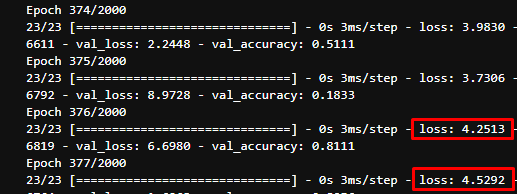 Epoch 374/2000
23/23 [==============================] - 0s 3ms/step - loss: 3.9830
6611 - val_loss: 2.2448 - val_accuracy: 0.5111
Epoch 375/2000
23/23 [==============================] - 0s 3ms/step - loss: 3.7306
6792 - val_loss: 8.9728 - val_accuracy: 0.1833
Epoch 376/2000
23/23 [==============================] - 0s 3ms/step - loss: 4.2513
6819 - val_loss: 6.6980 - val_accuracy: 0.8111
Epoch 377/2000
23/23 [==============================] - 0s 3ms/step - loss: 4.5292